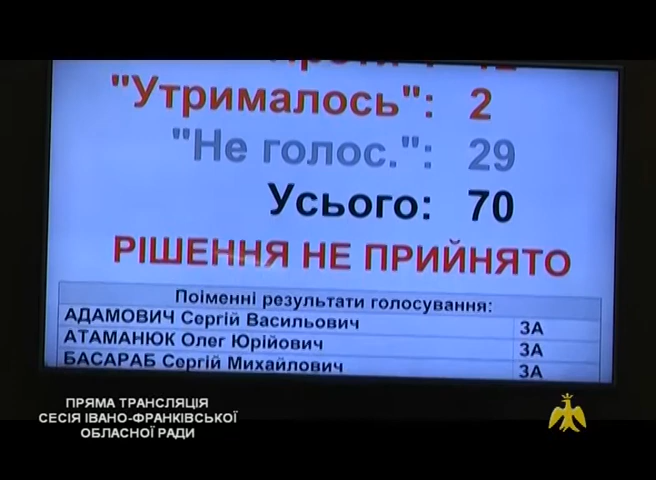 "Утрималось": 2
"Не голос.": 29
Усього: 70
РІШЕННЯ НЕ ПРИЙНЯТО
Поіменні результати голосування:
АДАМОВИЧ Сергій Васильович ЗА
АТАМАНЮК Олег Юрійович ЗА
БАСАРАБ Сергій Михайлович ЗА
ПРЯМА ТРАНСЛЯЦІЯ
СЕСІЯ ІВАНО-ФРАНКІВСЬКОЇ
ОБЛАСНОЇ РАДИ